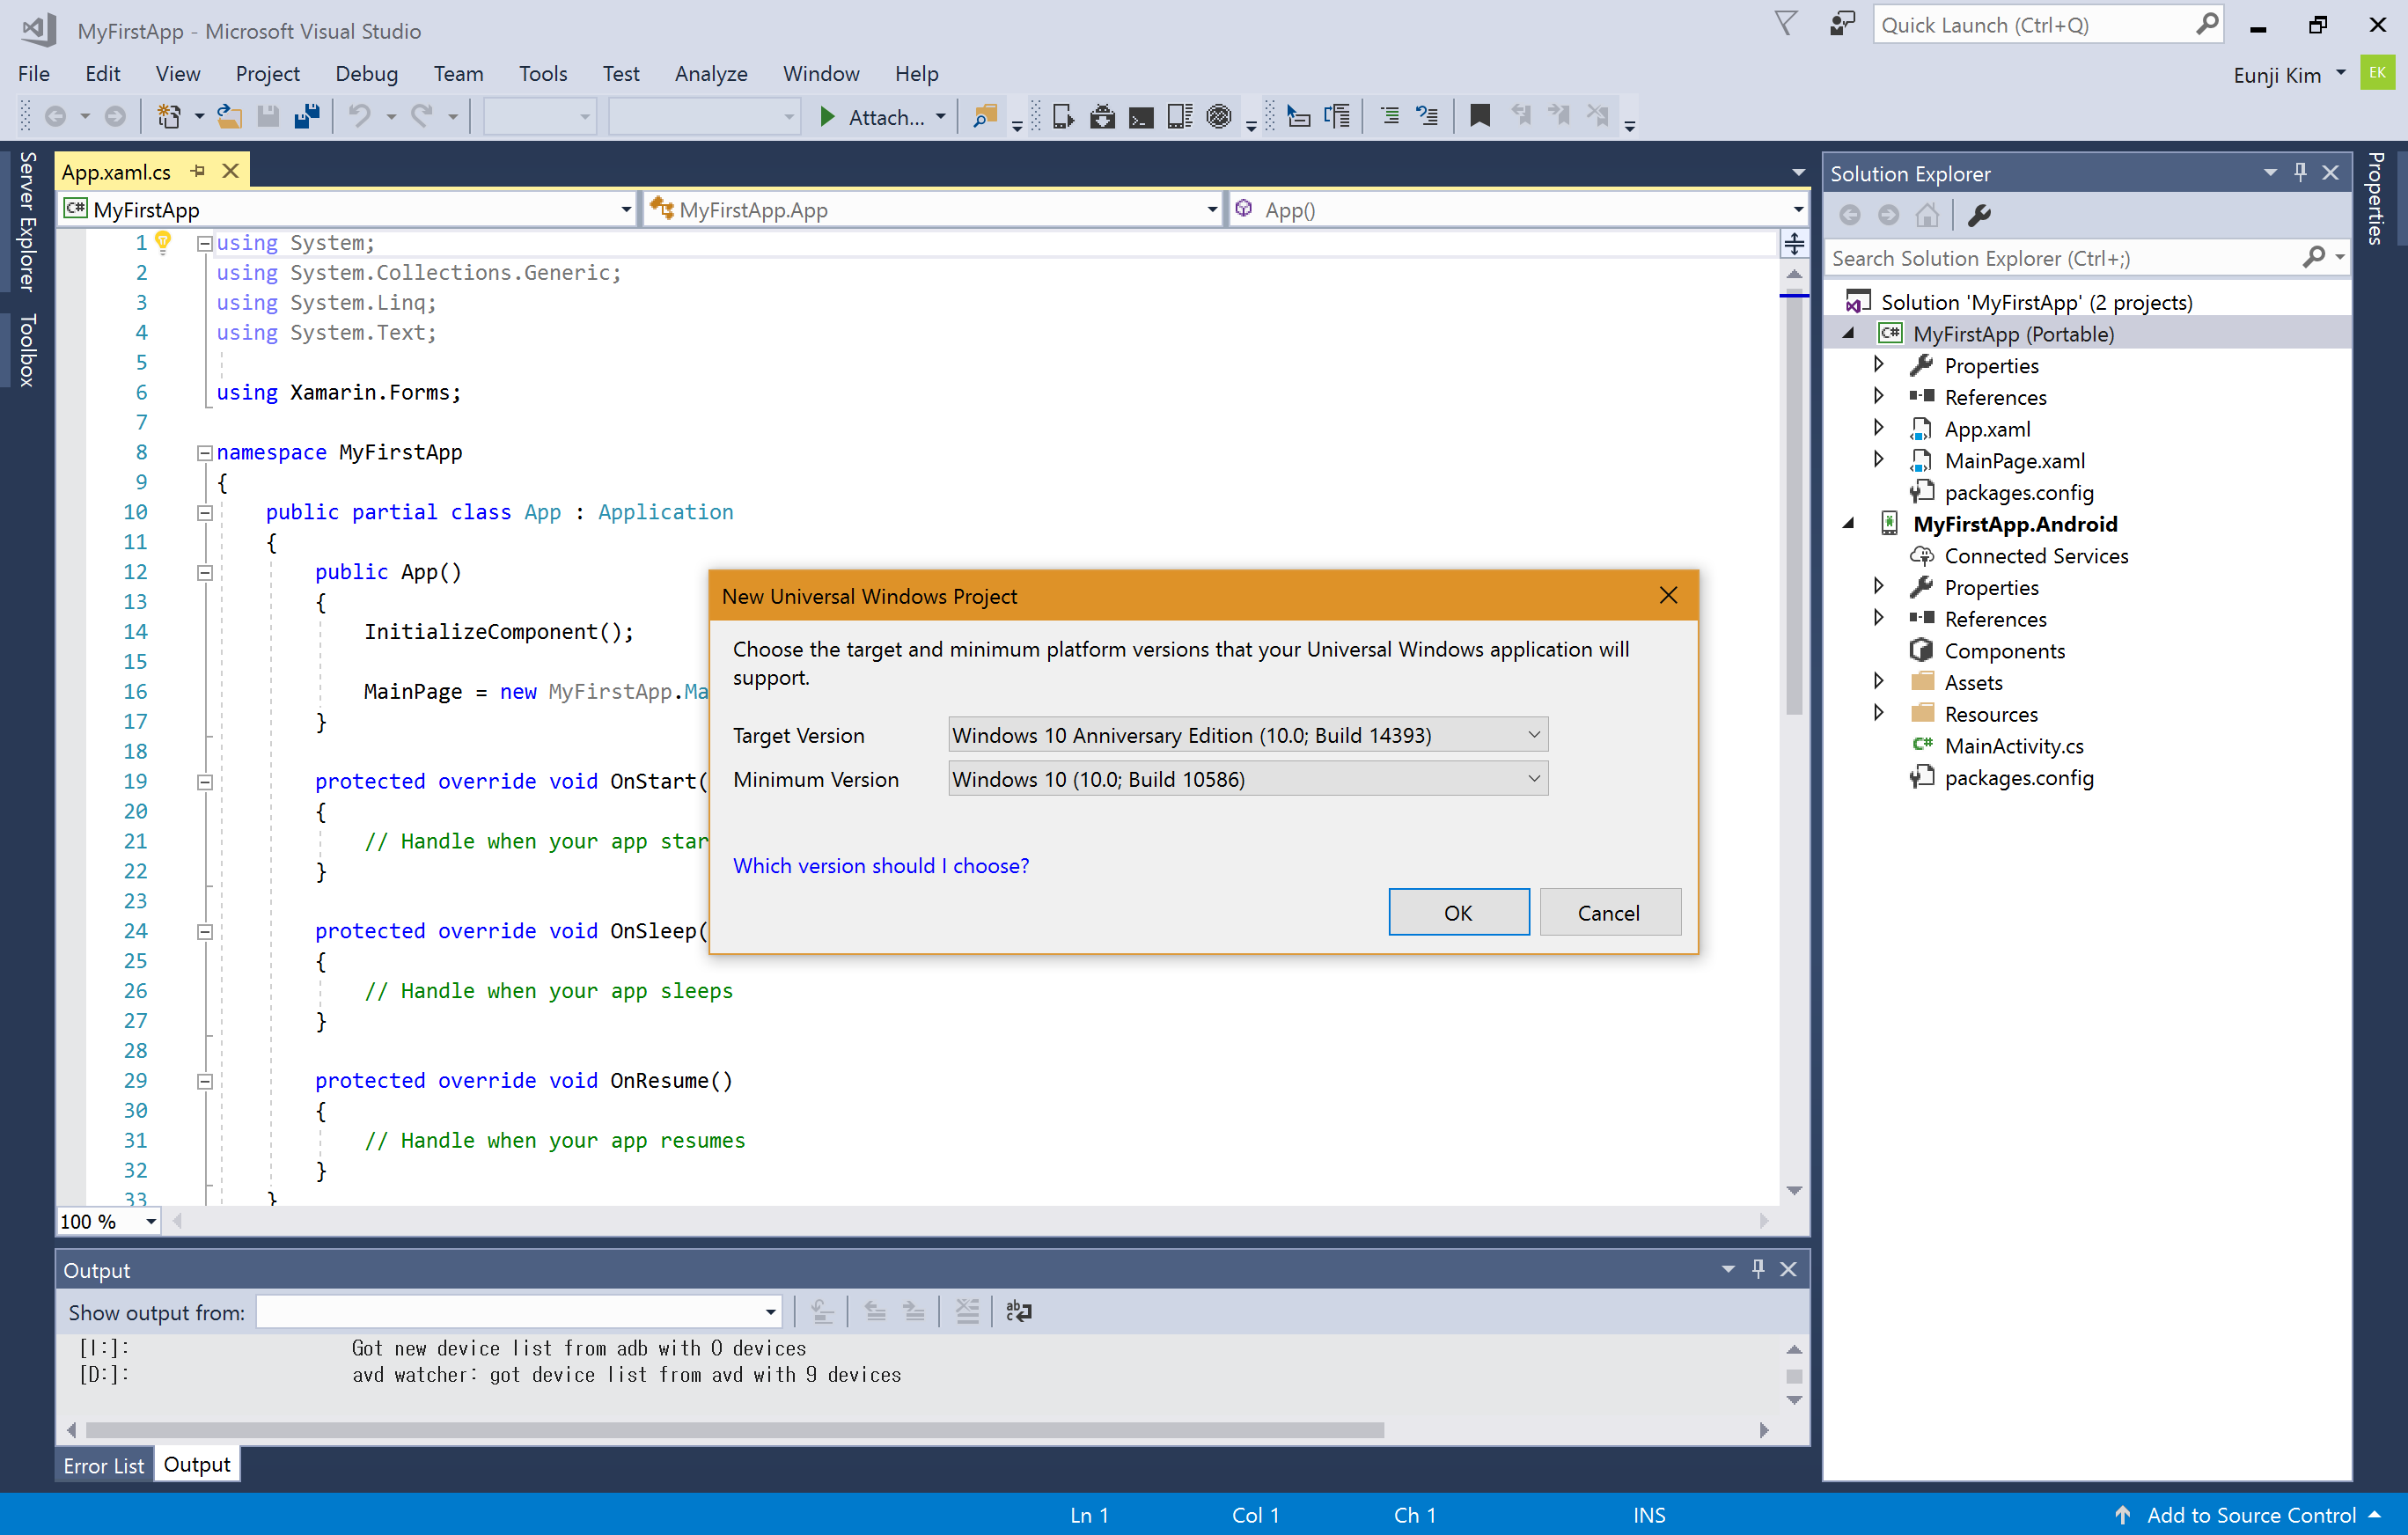 MyFirstApp - Microsoft Visual Studio
Quick Launch (Ctrl+Q)
File Edit View Project Debug Team Tools Test Analyze Window Help
Eunji Kim EK
Attach...
Server Explorer
Toolbox
App.xaml.cs
MyFirstApp
MyFirstApp.App
App()
1 using System;
2 using System.Collections.Generic;
3 using System.Linq;
4 using System.Text;
5
6 using Xamarin.Forms;
7
8 namespace MyFirstApp
9 {
10 public partial class App : Application
11 {
12 public App()
13 {
14 InitializeComponent();
15
16 MainPage = new MyFirstApp.Ma
17 }
18
19 protected override void OnStart(
20 {
21 // Handle when your app star
22 }
23
24 protected override void OnSleep(
25 {
26 // Handle when your app sleeps
27 }
28
29 protected override void OnResume()
30 {
31 // Handle when your app resumes
32 }
33 }
100 %
New Universal Windows Project
Choose the target and minimum platform versions that your Universal Windows application will
support.
Target Version Windows 10 Anniversary Edition (10.0; Build 14393)
Minimum Version Windows 10 (10.0; Build 10586)
Which version should I choose?
OK Cancel
Output
Show output from:
[I:]: Got new device list from adb with 0 devices
[D:]: avd watcher: got device list from avd with 9 devices
Error List Output
Solution Explorer
Search Solution Explorer (Ctrl+;)
Solution 'MyFirstApp' (2 projects)
C# MyFirstApp (Portable)
Properties
References
App.xaml
MainPage.xaml
packages.config
MyFirstApp.Android
Connected Services
Properties
References
Components
Assets
Resources
C# MainActivity.cs
packages.config
Properties
Ln 1 Col 1 Ch 1 INS Add to Source Control